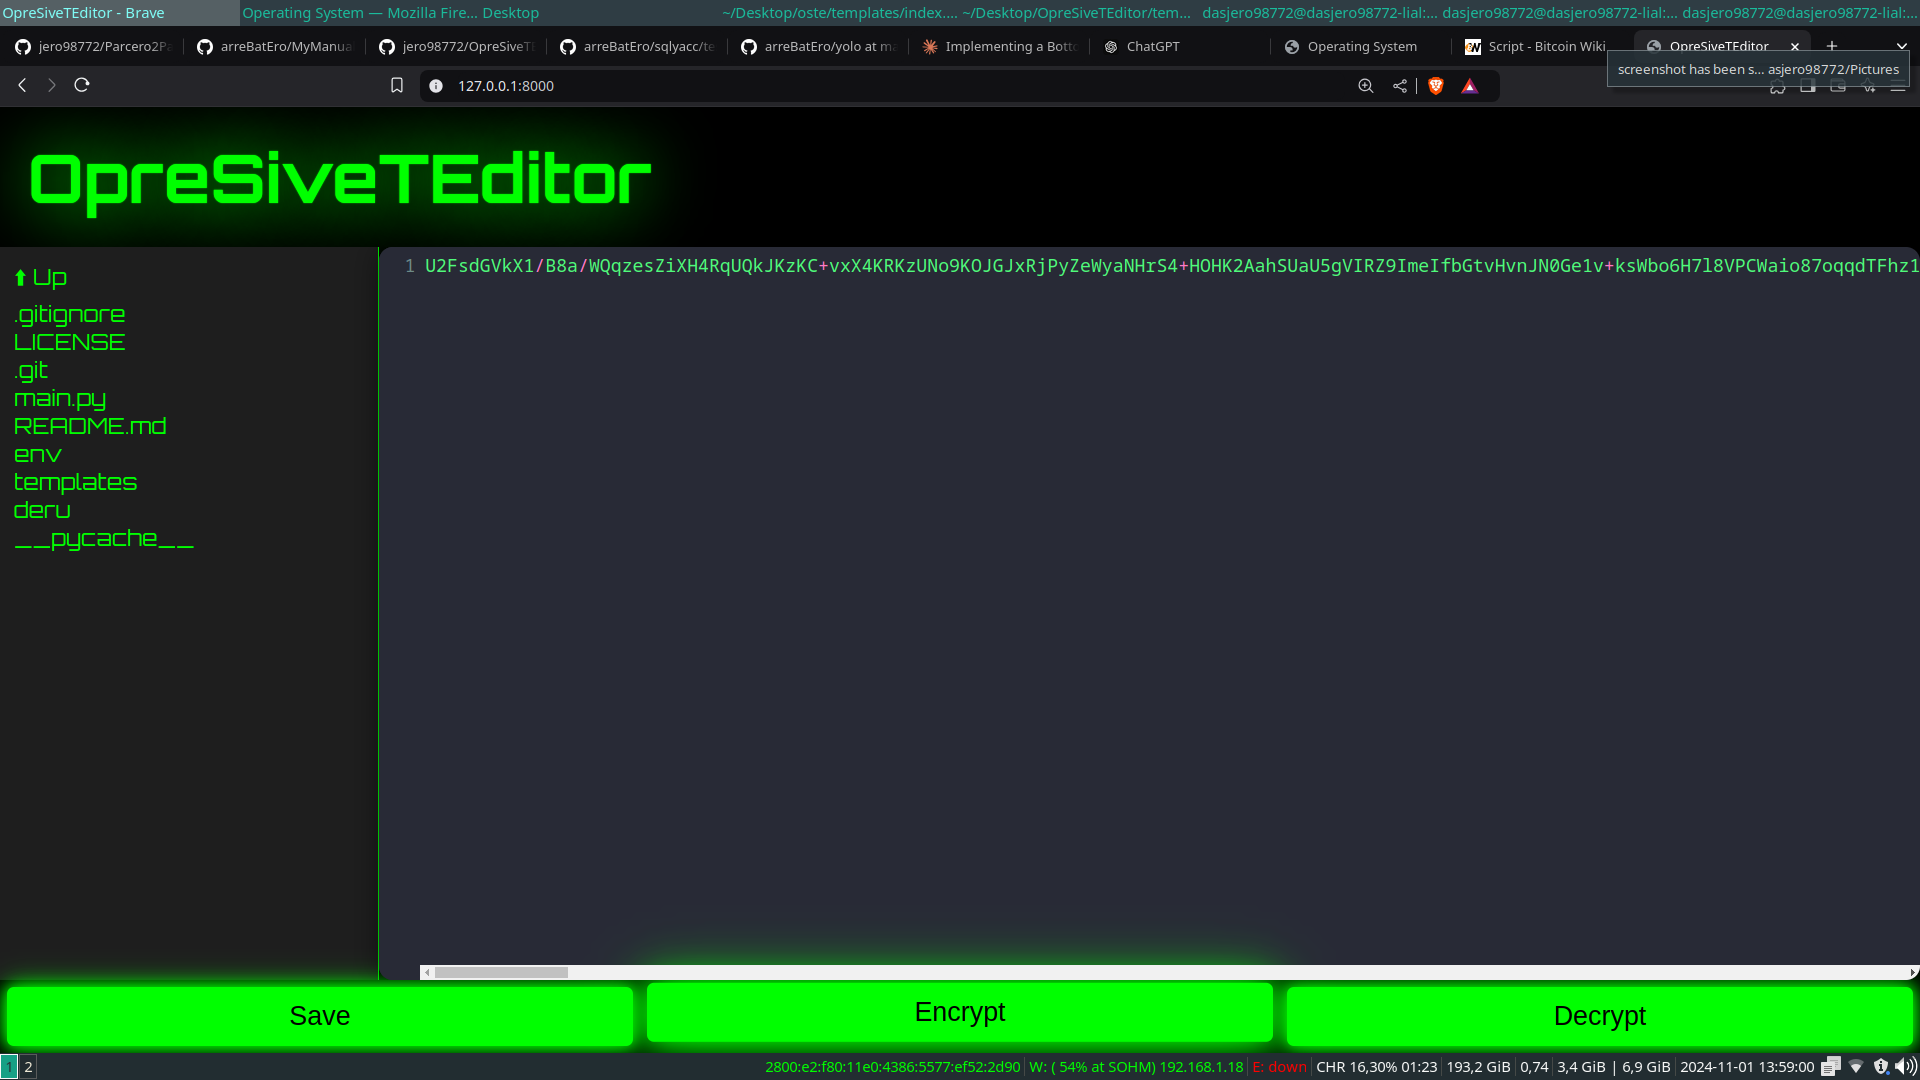 OpreSiveTEditor - Brave
Operating System — Mozilla Fire... Desktop
~/Desktop/oste/templates/index....
~/Desktop/OpreSiveTEditor/tem...
dasjero98772@dasjero98772-lial:...
dasjero98772@dasjero98772-lial:...
dasjero98772@dasjero98772-lial:...
jero98772/Parcero2Pa
arreBatEro/MyManua
jero98772/OpreSiveTE
arreBatEro/sqlyacc/te
arreBatEro/yolo at ma
Implementing a Botto
ChatGPT
Operating System
Script - Bitcoin Wiki
OpreSiveTEditor
screenshot has been s... asjero98772/Pictures
127.0.0.1:8000
OpreSiveTEditor
Up
.gitignore
LICENSE
.git
main.py
README.md
env
templates
deru
__pycache__
1 U2FsdGVkX1/B8a/WQqzesZiXH4RqUQkJKzKC+vxX4KRKzUNo9KOJGJxRjPyZeWyaNHrS4+HOHK2AahSUaU5gVIRZ9ImeIfbGtvHvnJN0Ge1v+ksWbo6H7l8VPCWaio87oqqdTFhz1
Save
Encrypt
Decrypt
1 2
2800:e2:f80:11e0:4386:5577:ef52:2d90 W: ( 54% at SOHM) 192.168.1.18 E: down CHR 16,30% 01:23 193,2 GiB 0,74 3,4 GiB | 6,9 GiB 2024-11-01 13:59:00